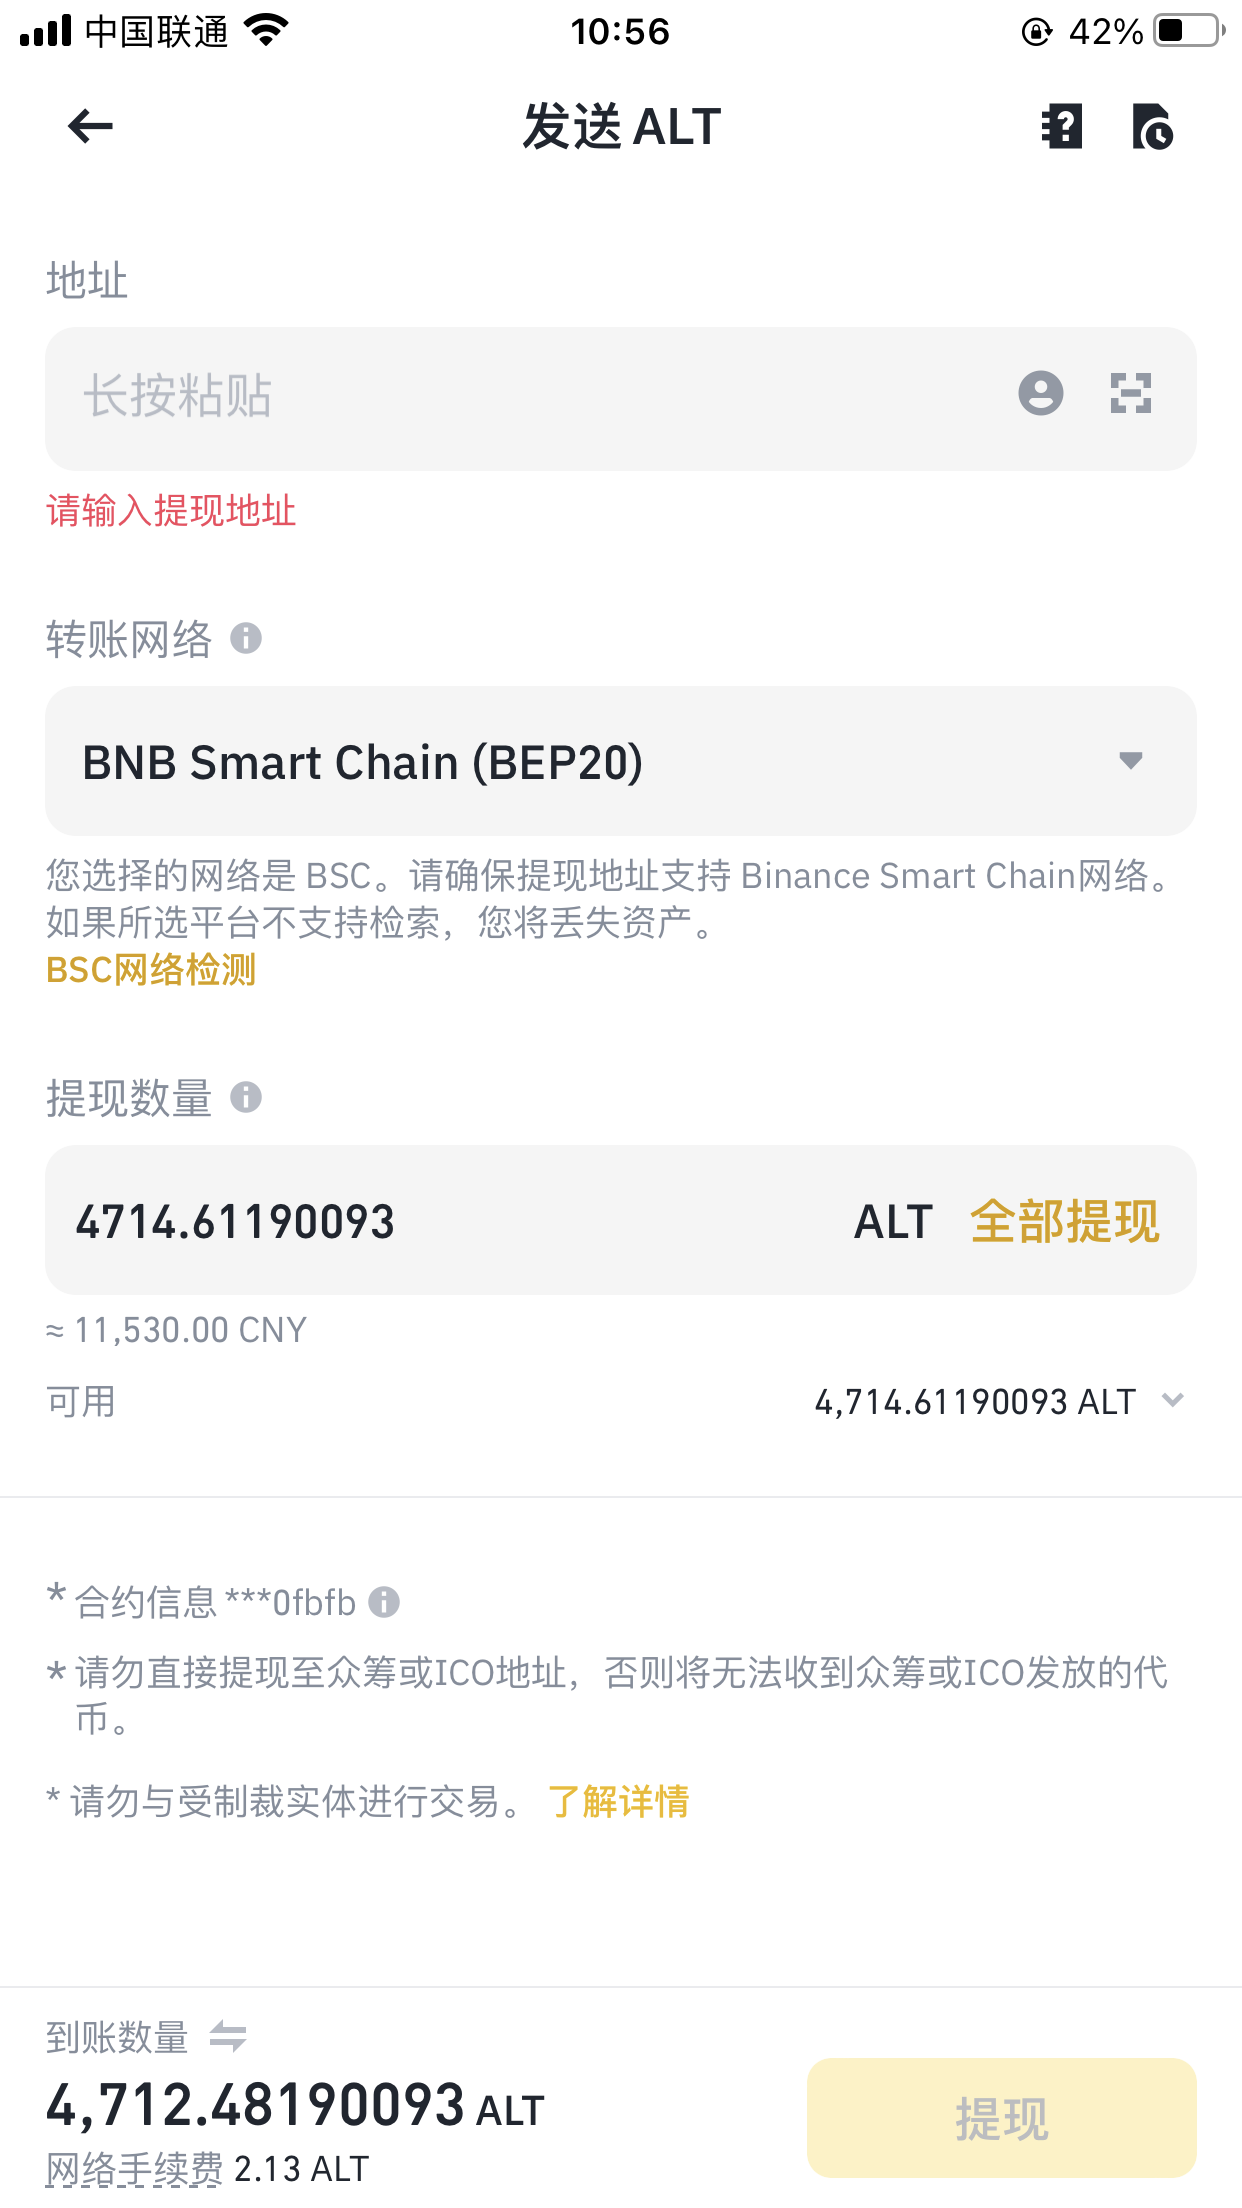 中国联通
10:56
42%
发送 ALT
地址
长按粘贴
请输入提现地址
转账网络
BNB Smart Chain (BEP20)
您选择的网络是 BSC。请确保提现地址支持 Binance Smart Chain网络。
如果所选平台不支持检索，您将丢失资产。
BSC网络检测
提现数量
4714.61190093 ALT 全部提现
≈ 11,530.00 CNY
可用 4,714.61190093 ALT
* 合约信息 ***0fbfb
* 请勿直接提现至众筹或ICO地址，否则将无法收到众筹或ICO发放的代
币。
* 请勿与受制裁实体进行交易。 了解详情
到账数量
4,712.48190093 ALT
网络手续费 2.13 ALT
提现